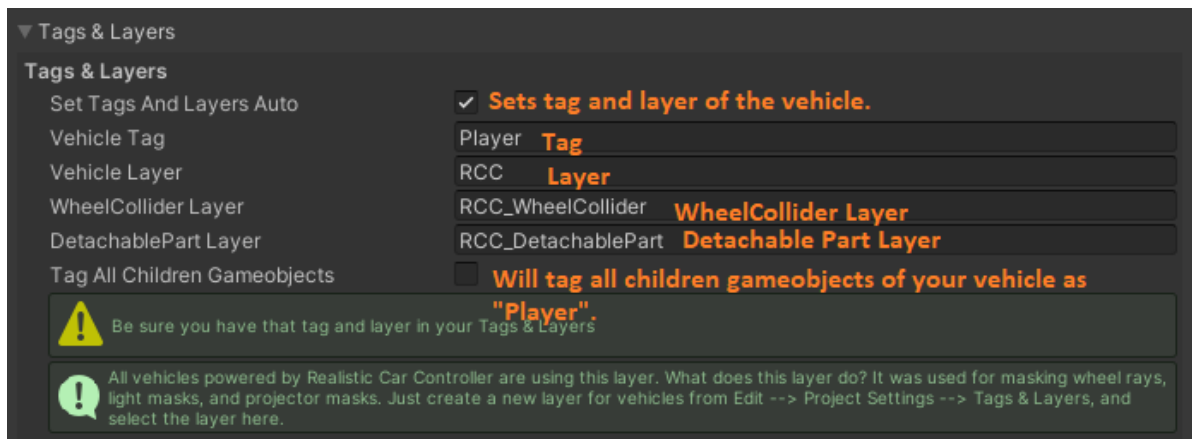 Tags & Layers
Tags & Layers
Set Tags And Layers Auto Sets tag and layer of the vehicle.
Vehicle Tag Player Tag
Vehicle Layer RCC Layer
WheelCollider Layer RCC_WheelCollider WheelCollider Layer
DetachablePart Layer RCC_DetachablePart Detachable Part Layer
Tag All Children Gameobjects Will tag all children gameobjects of your vehicle as
"Player".
Be sure you have that tag and layer in your Tags & Layers
All vehicles powered by Realistic Car Controller are using this layer. What does this layer do? It was used for masking wheel rays,
light masks, and projector masks. Just create a new layer for vehicles from Edit --> Project Settings --> Tags & Layers, and
select the layer here.